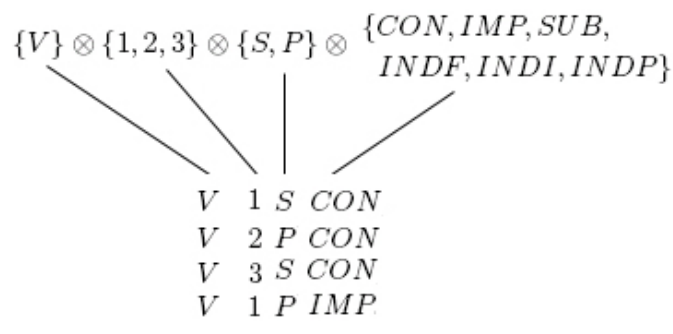 {V} ⊗ {1, 2, 3} ⊗ {S, P} ⊗ {CON, IMP, SUB,
INDF, INDI, INDP}
V 1 S CON
V 2 P CON
V 3 S CON
V 1 P IMP